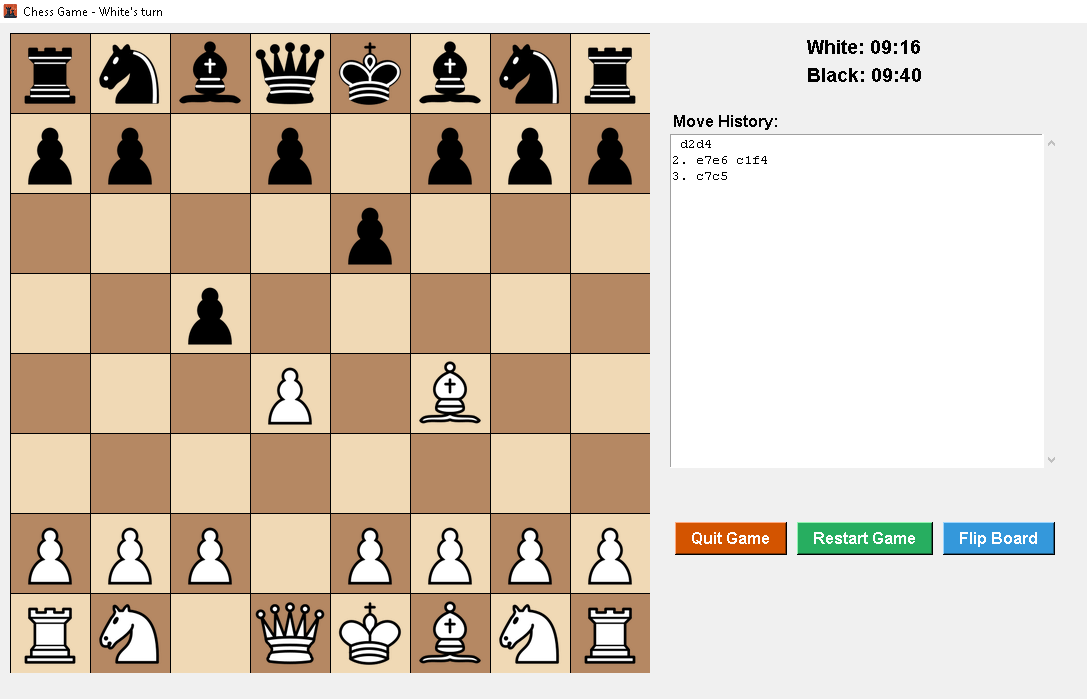 Chess Game - White's turn
White: 09:16
Black: 09:40
Move History:
d2d4
2. e7e6 c1f4
3. c7c5
Quit Game
Restart Game
Flip Board